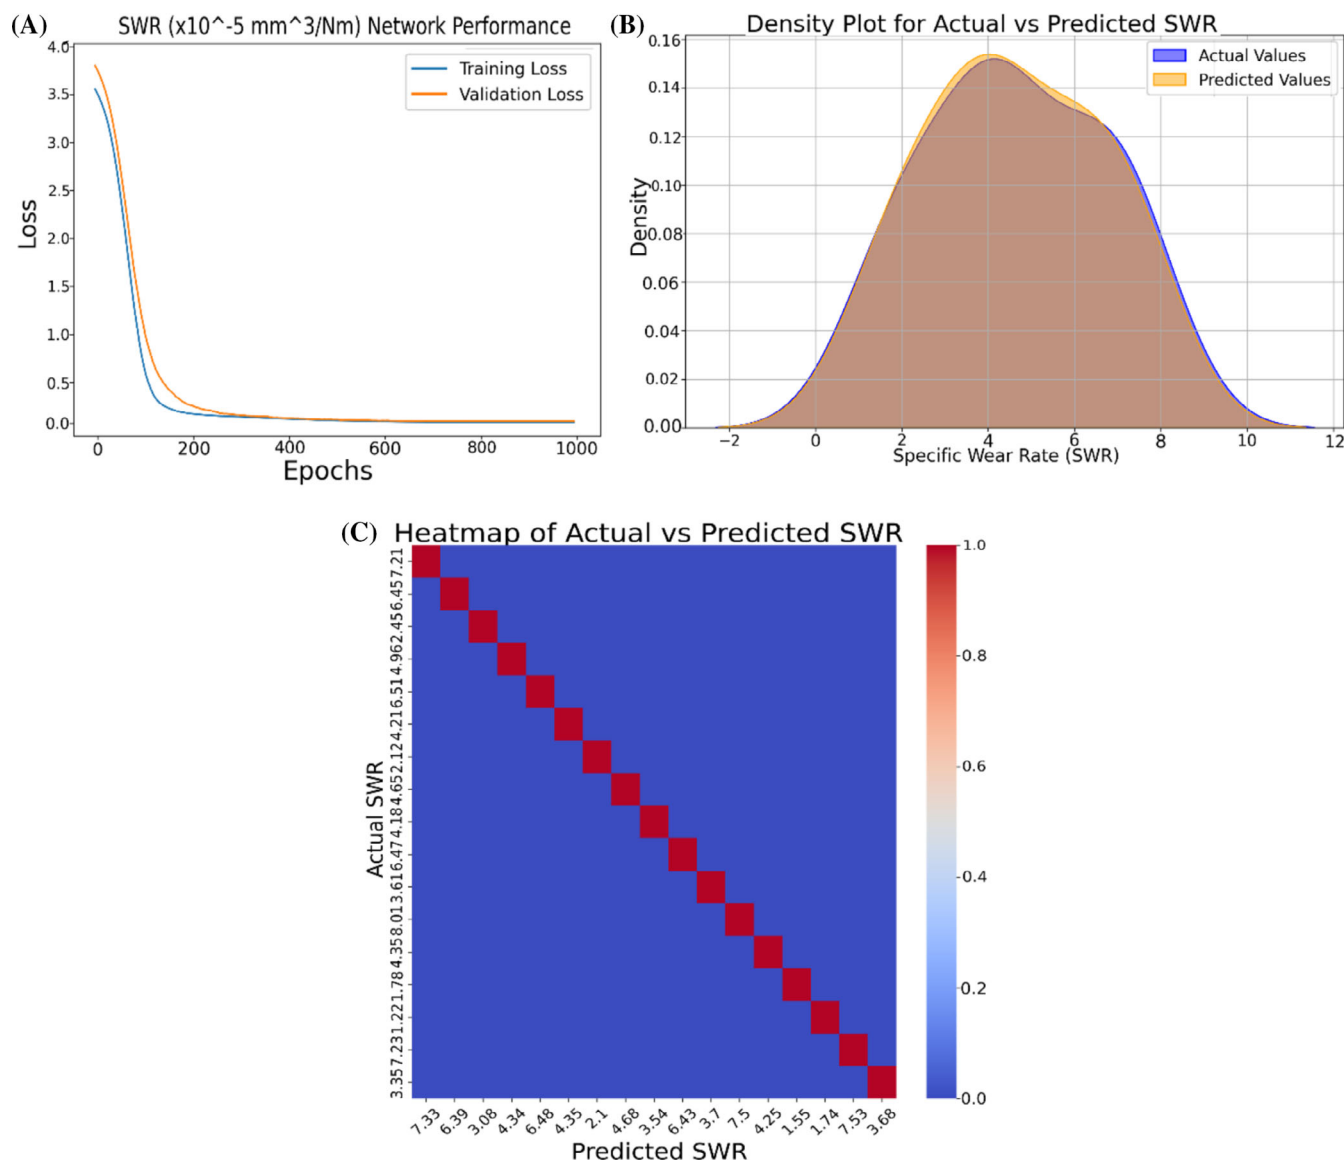 (A) SWR (x10^-5 mm^3/Nm) Network Performance
4.0
3.5
3.0
2.5
2.0
1.5
1.0
0.5
0.0
Loss
Training Loss
Validation Loss
0 200 400 600 800 1000
Epochs
(B) Density Plot for Actual vs Predicted SWR
0.16
0.14
0.12
0.10
0.08
0.06
0.04
0.02
0.00
Density
Actual Values
Predicted Values
−2 0 2 4 6 8 10 12
Specific Wear Rate (SWR)
(C) Heatmap of Actual vs Predicted SWR
Actual SWR
7.21
6.45
2.45
4.96
6.51
4.21
2.12
4.65
4.18
6.47
3.61
8.01
4.35
1.78
1.22
7.23
3.35
7.33 6.39 3.08 4.34 6.48 4.35 2.1 4.68 3.54 6.43 3.7 7.5 4.25 1.55 1.74 7.53 3.68
Predicted SWR
1.0
0.8
0.6
0.4
0.2
0.0